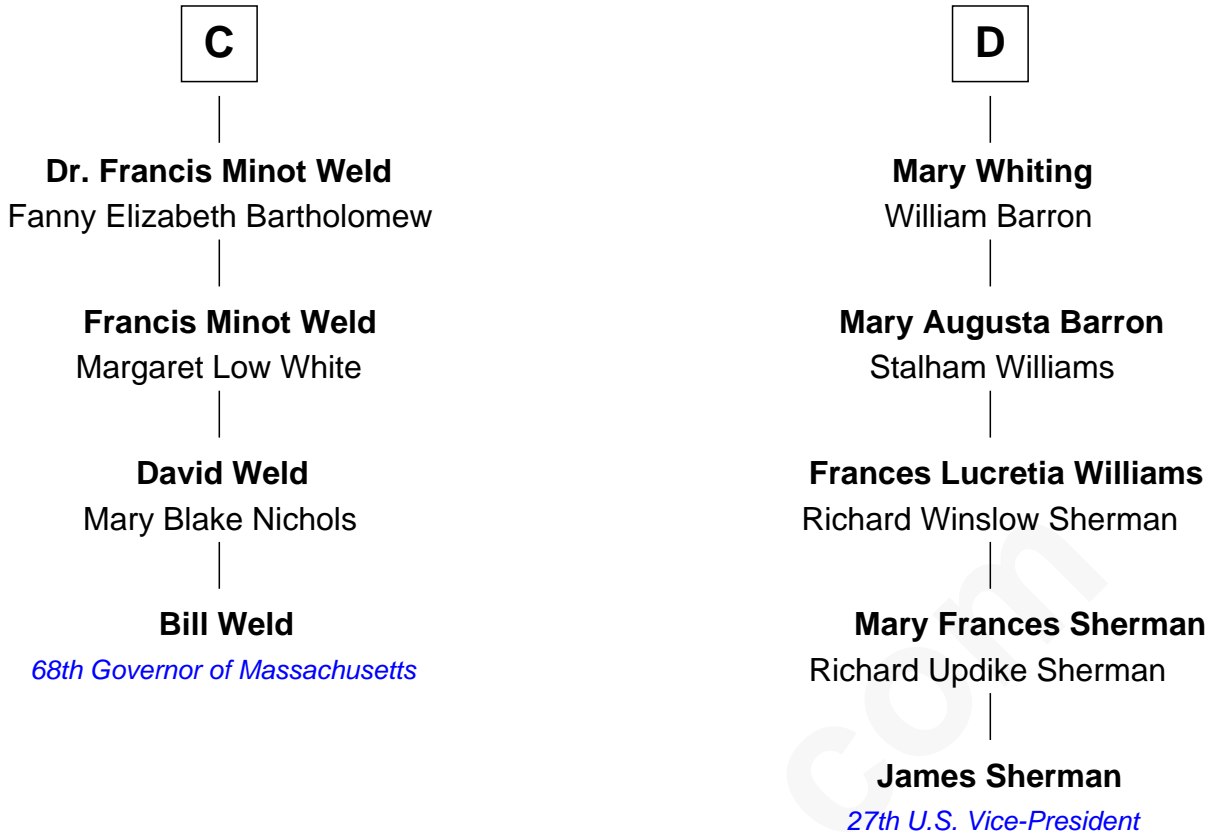 C
Dr. Francis Minot Weld
Fanny Elizabeth Bartholomew
Francis Minot Weld
Margaret Low White
David Weld
Mary Blake Nichols
Bill Weld
68th Governor of Massachusetts
D
Mary Whiting
William Barron
Mary Augusta Barron
Stalham Williams
Frances Lucretia Williams
Richard Winslow Sherman
Mary Frances Sherman
Richard Updike Sherman
James Sherman
27th U.S. Vice-President
com